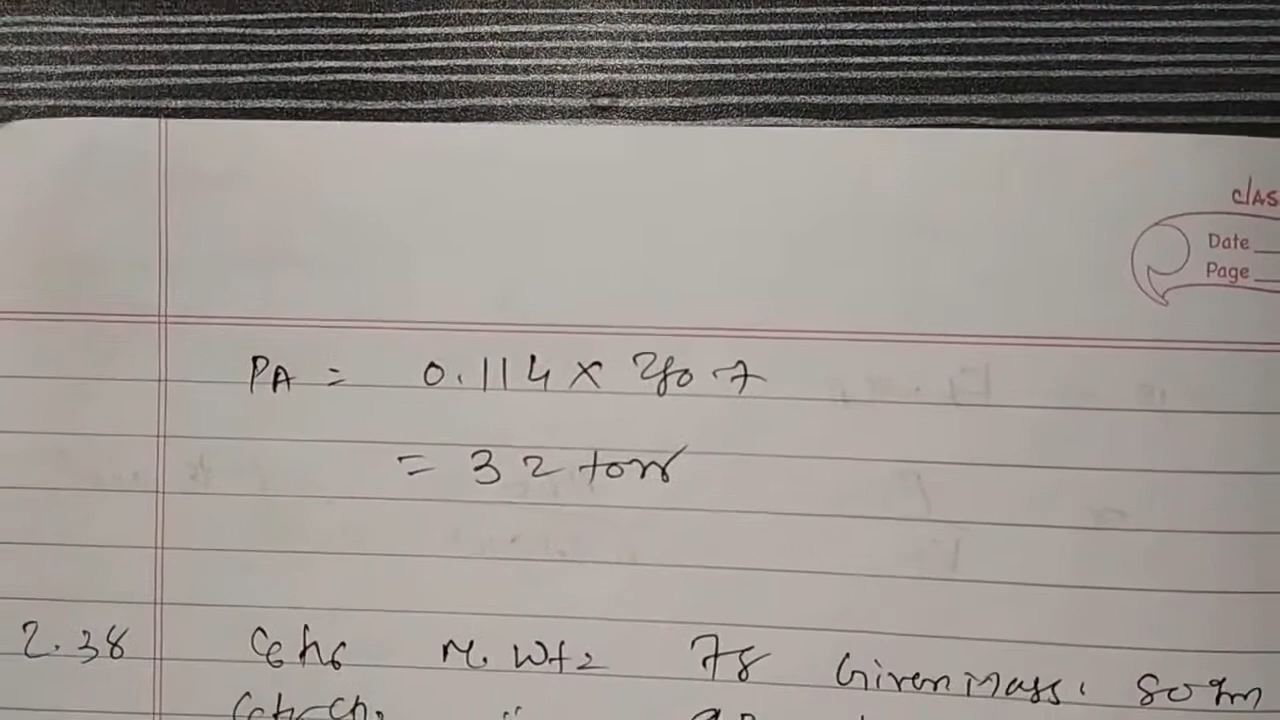 CLAS
Date
Page
PA = 0.114 × 280.7
= 32 torr
2.38 C6h6 M. Wt = 78 Given Mass. 80 gm